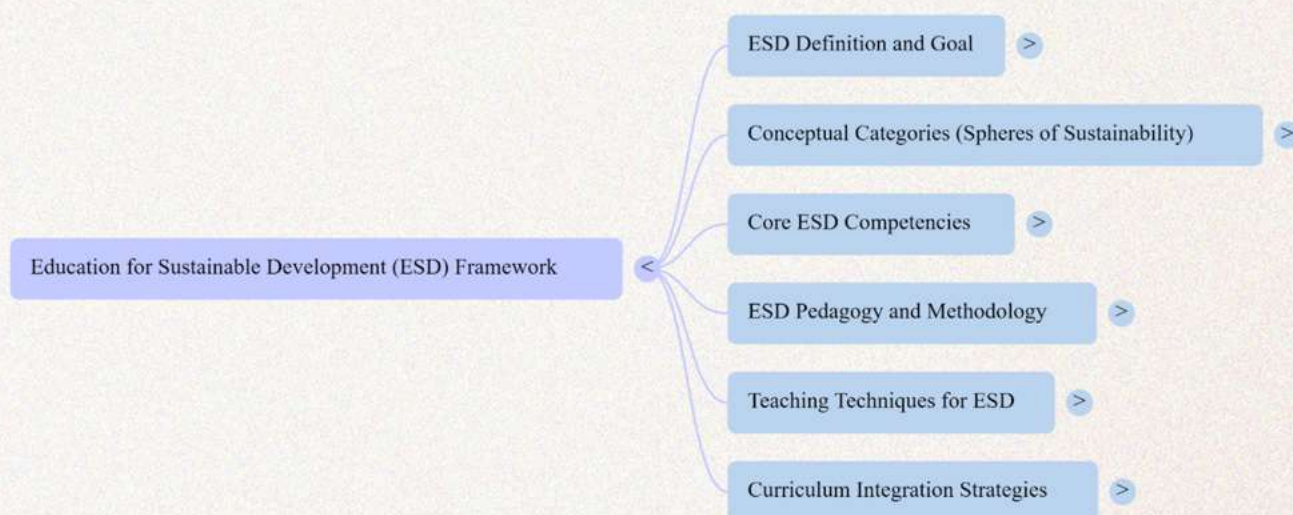 ESD Definition and Goal >
Conceptual Categories (Spheres of Sustainability) >
Core ESD Competencies >
Education for Sustainable Development (ESD) Framework <
ESD Pedagogy and Methodology >
Teaching Techniques for ESD >
Curriculum Integration Strategies >